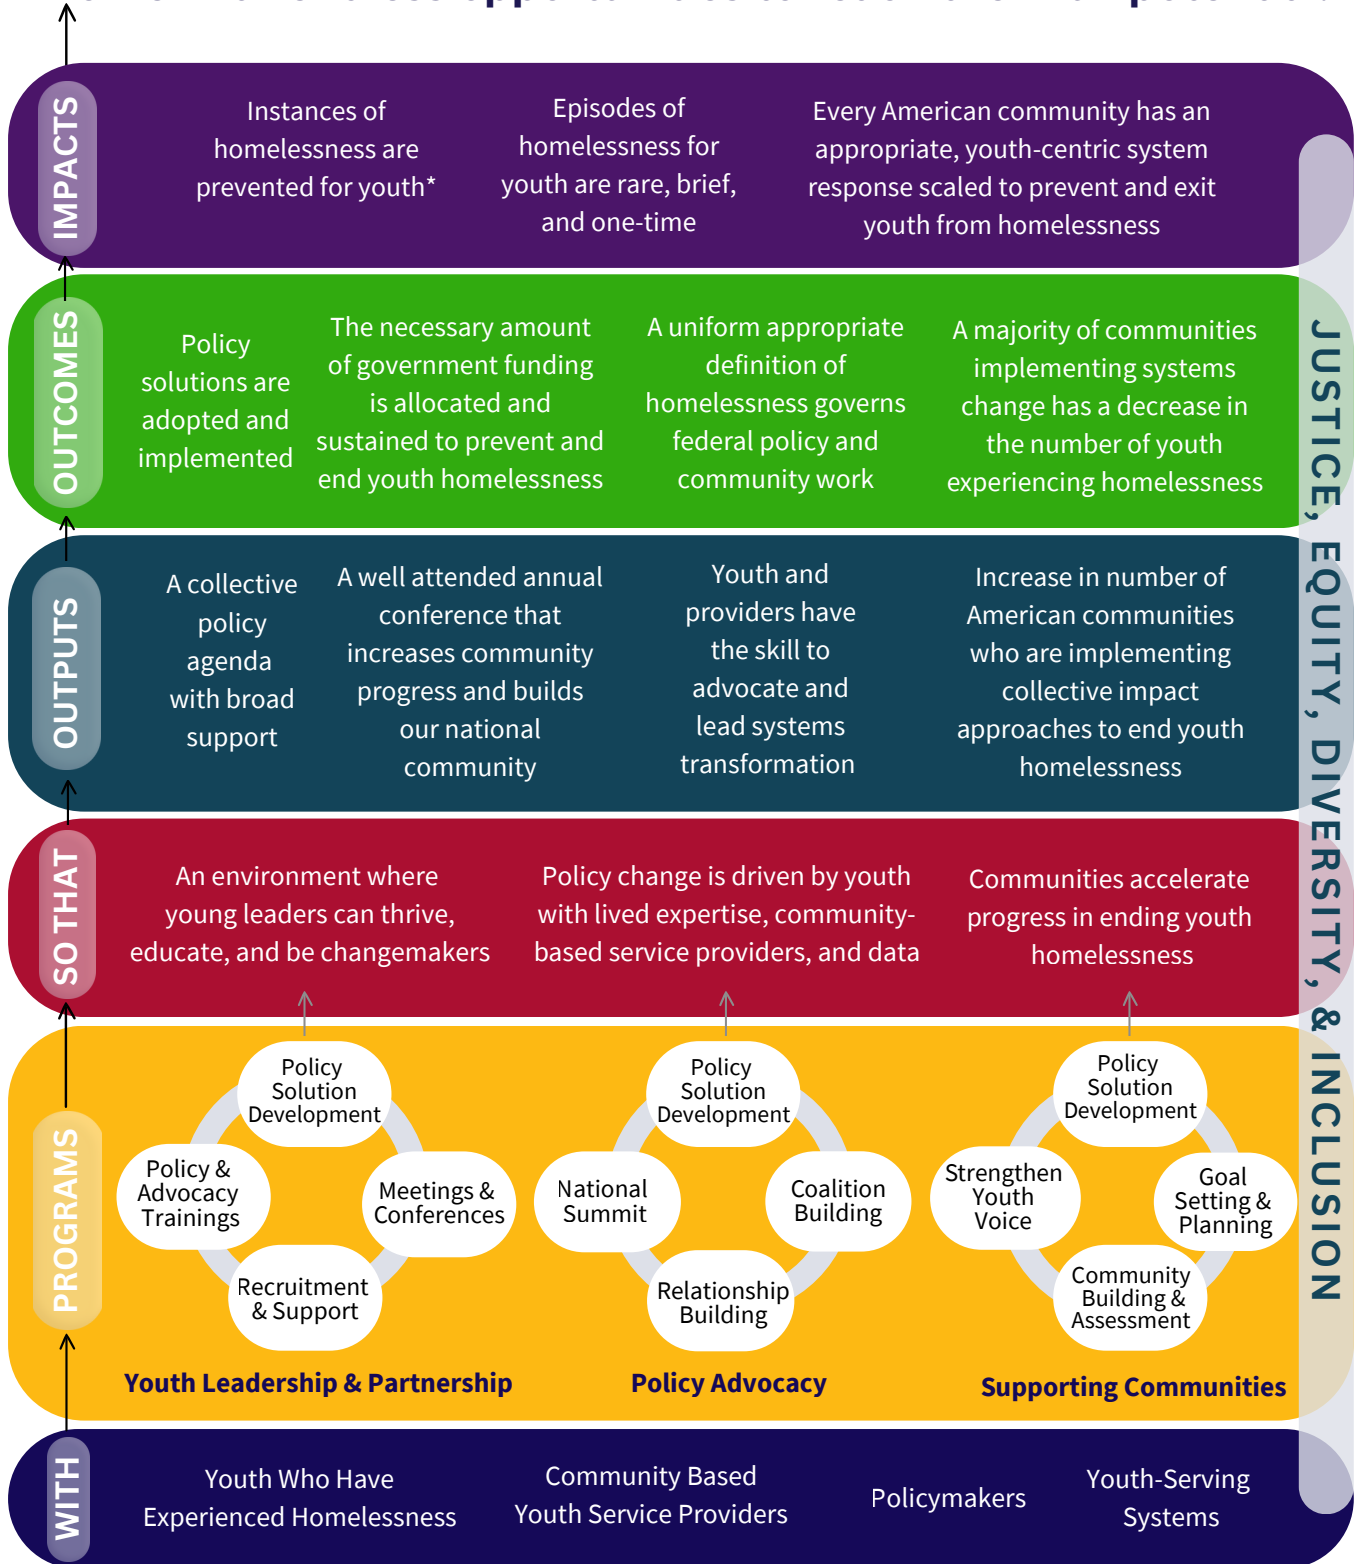 IMPACTS
Instances of
homelessness are
prevented for youth*
Episodes of
homelessness for
youth are rare, brief,
and one-time
Every American community has an
appropriate, youth-centric system
response scaled to prevent and exit
youth from homelessness
OUTCOMES
Policy
solutions are
adopted and
implemented
The necessary amount
of government funding
is allocated and
sustained to prevent and
end youth homelessness
A uniform appropriate
definition of
homelessness governs
federal policy and
community work
A majority of communities
implementing systems
change has a decrease in
the number of youth
experiencing homelessness
OUTPUTS
A collective
policy
agenda
with broad
support
A well attended annual
conference that
increases community
progress and builds
our national
community
Youth and
providers have
the skill to
advocate and
lead systems
transformation
Increase in number of
American communities
who are implementing
collective impact
approaches to end youth
homelessness
SO THAT
An environment where
young leaders can thrive,
educate, and be changemakers
Policy change is driven by youth
with lived expertise, community-
based service providers, and data
Communities accelerate
progress in ending youth
homelessness
PROGRAMS
Policy
Solution
Development
Policy &
Advocacy
Trainings
Meetings &
Conferences
Recruitment
& Support
Youth Leadership & Partnership
Policy
Solution
Development
National
Summit
Coalition
Building
Relationship
Building
Policy Advocacy
Policy
Solution
Development
Strengthen
Youth
Voice
Goal
Setting &
Planning
Community
Building &
Assessment
Supporting Communities
WITH
Youth Who Have
Experienced Homelessness
Community Based
Youth Service Providers
Policymakers
Youth-Serving
Systems
JUSTICE, EQUITY, DIVERSITY, & INCLUSION